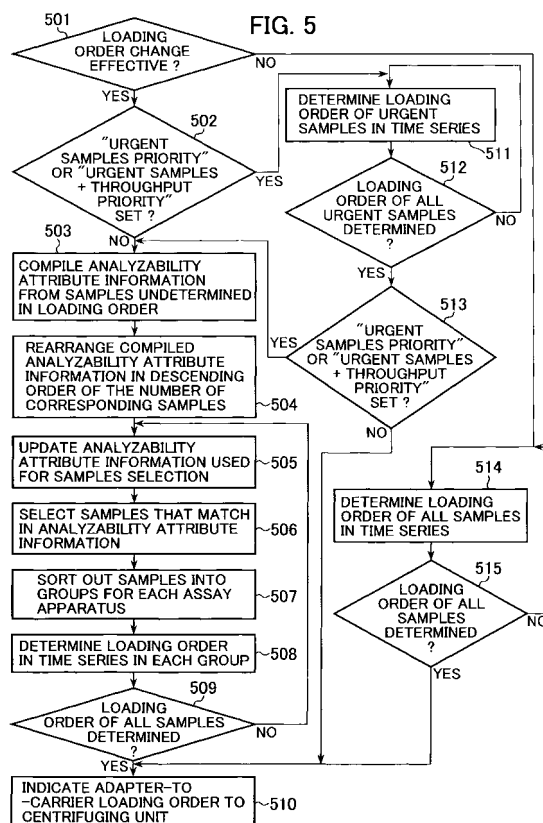 FIG. 5
501
LOADING
ORDER CHANGE
EFFECTIVE ?
NO
YES
502
"URGENT
SAMPLES PRIORITY"
OR "URGENT SAMPLES
+ THROUGHPUT
PRIORITY"
SET ?
YES
NO
503
COMPILE ANALYZABILITY
ATTRIBUTE INFORMATION
FROM SAMPLES UNDETERMINED
IN LOADING ORDER
REARRANGE COMPILED
ANALYZABILITY ATTRIBUTE
INFORMATION IN DESCENDING
ORDER OF THE NUMBER OF
CORRESPONDING SAMPLES
504
UPDATE ANALYZABILITY
ATTRIBUTE INFORMATION USED
FOR SAMPLES SELECTION
505
SELECT SAMPLES THAT MATCH
IN ANALYZABILITY ATTRIBUTE
INFORMATION
506
SORT OUT SAMPLES INTO
GROUPS FOR EACH ASSAY
APPARATUS
507
DETERMINE LOADING ORDER
IN TIME SERIES IN EACH GROUP
508
509
LOADING
ORDER OF ALL SAMPLES
DETERMINED
?
NO
YES
INDICATE ADAPTER-TO
-CARRIER LOADING ORDER TO
CENTRIFUGING UNIT
510
DETERMINE LOADING ORDER
OF URGENT
SAMPLES IN TIME SERIES
511
512
LOADING
ORDER OF ALL
URGENT SAMPLES
DETERMINED
?
NO
YES
513
"URGENT
SAMPLES PRIORITY"
OR "URGENT SAMPLES
+ THROUGHPUT
PRIORITY"
SET ?
YES
NO
514
DETERMINE LOADING
ORDER OF ALL SAMPLES IN
TIME SERIES
515
LOADING
ORDER OF ALL
SAMPLES
DETERMINED
?
NO
YES